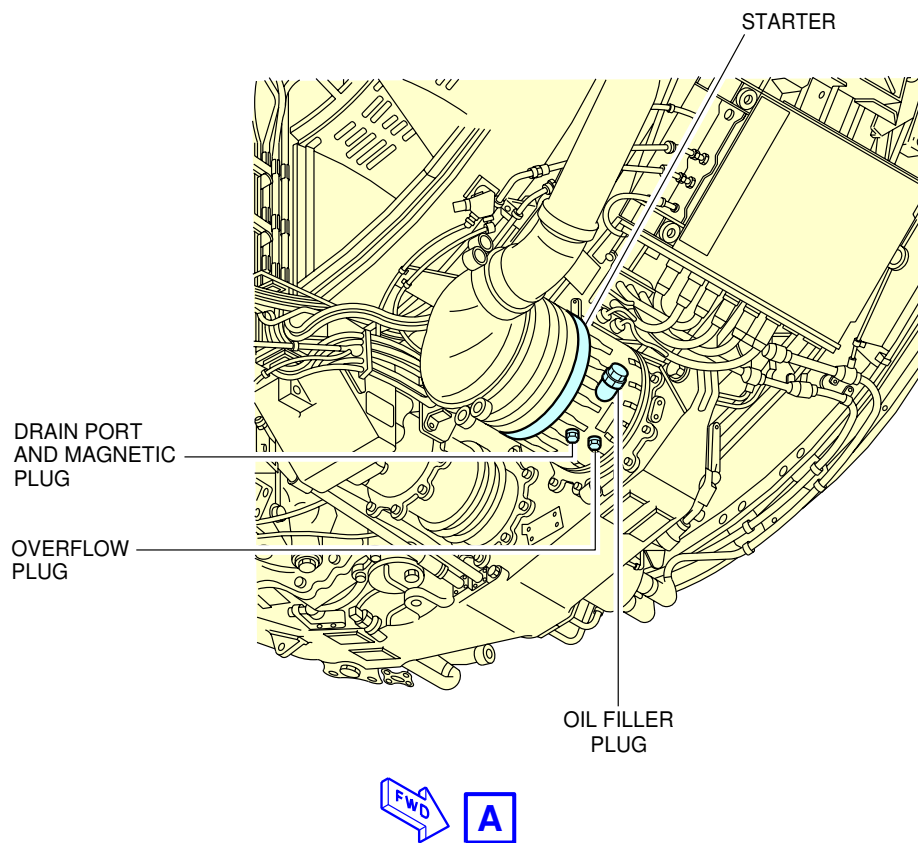 STARTER
DRAIN PORT
AND MAGNETIC
PLUG
OVERFLOW
PLUG
OIL FILLER
PLUG
FWD
A